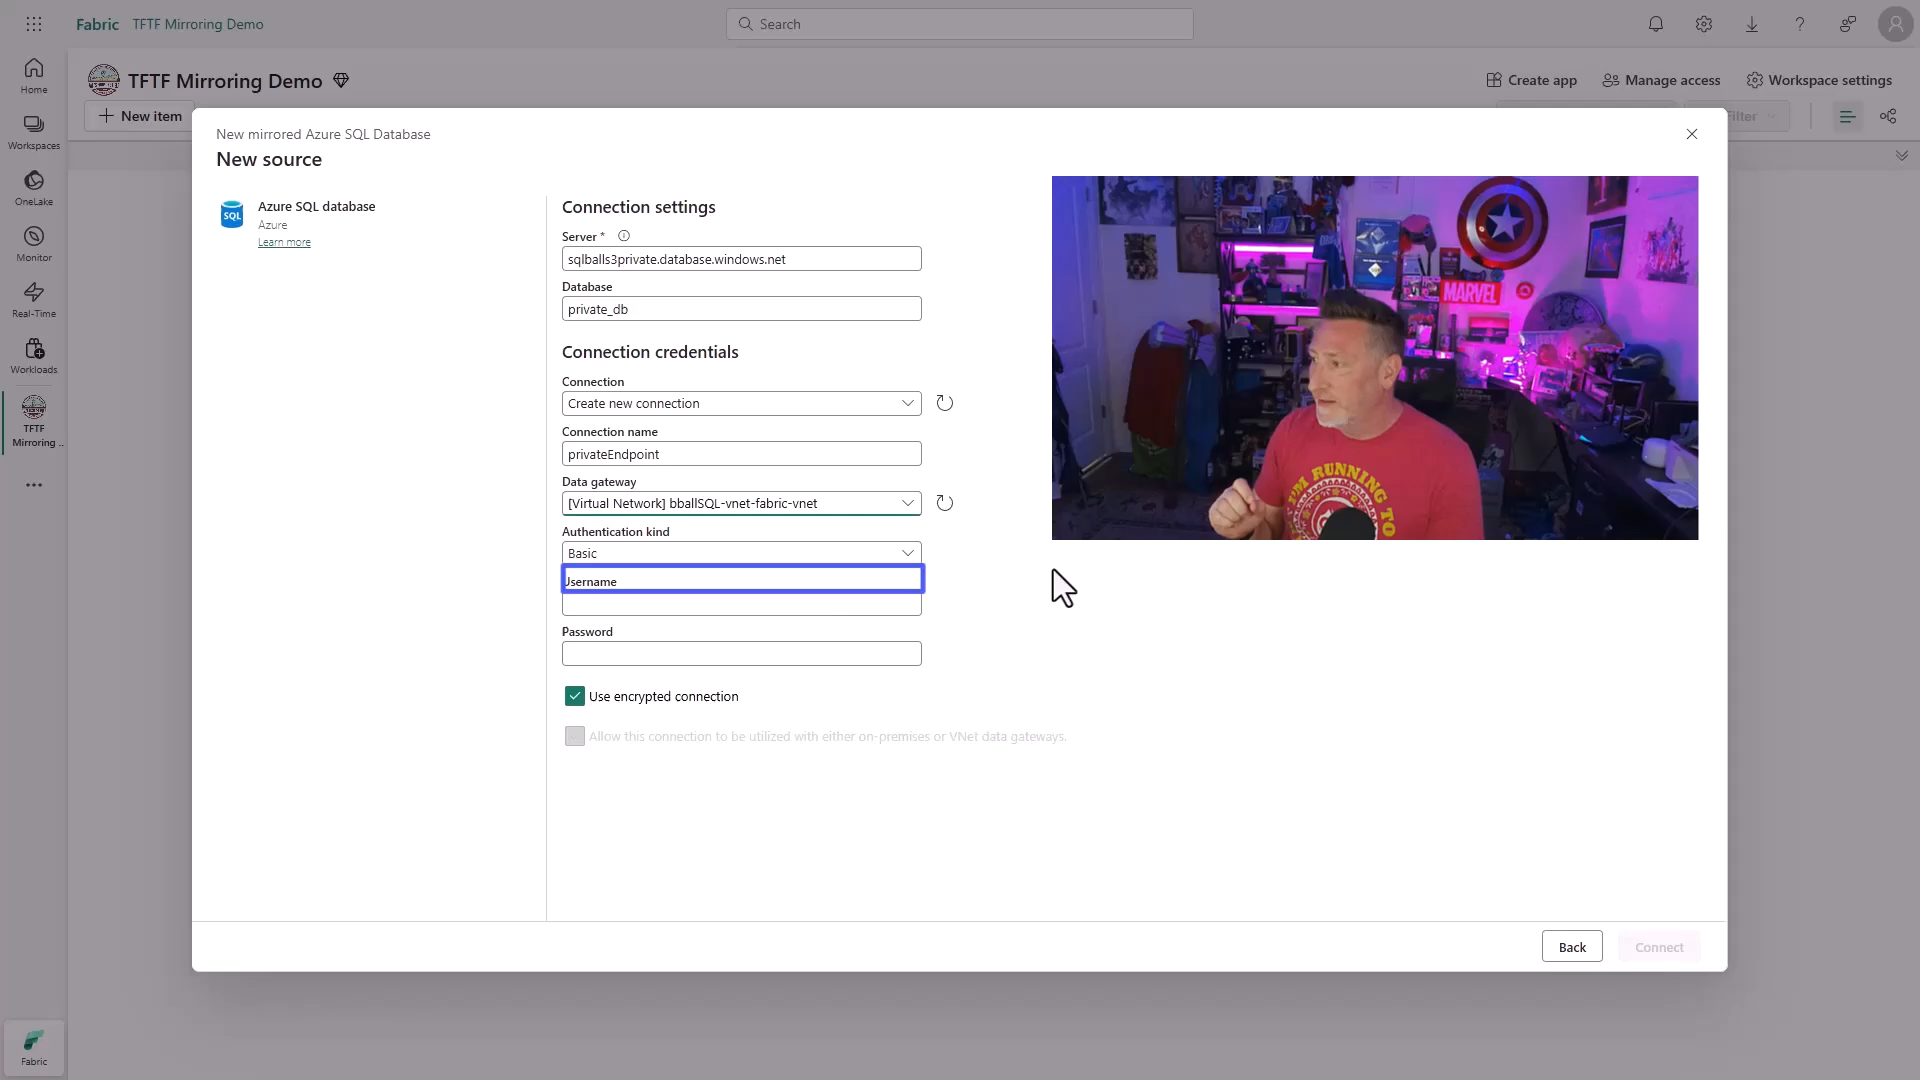 Fabric TFTF Mirroring Demo
Search
Home
Workspaces
OneLake
Monitor
Real-Time
Workloads
TFTF
Mirroring ..
Fabric
TFTF Mirroring Demo
Create app
Manage access
Workspace settings
New item
Filter
New mirrored Azure SQL Database
New source
SQL
Azure SQL database
Azure
Learn more
Connection settings
Server *
sqlballs3private.database.windows.net
Database
private_db
Connection credentials
Connection
Create new connection
Connection name
privateEndpoint
Data gateway
[Virtual Network] bballSQL-vnet-fabric-vnet
Authentication kind
Basic
Username
Password
Use encrypted connection
Allow this connection to be utilized with either on-premises or VNet data gateways.
MARVEL
I'M RUNNING TO
Back
Connect